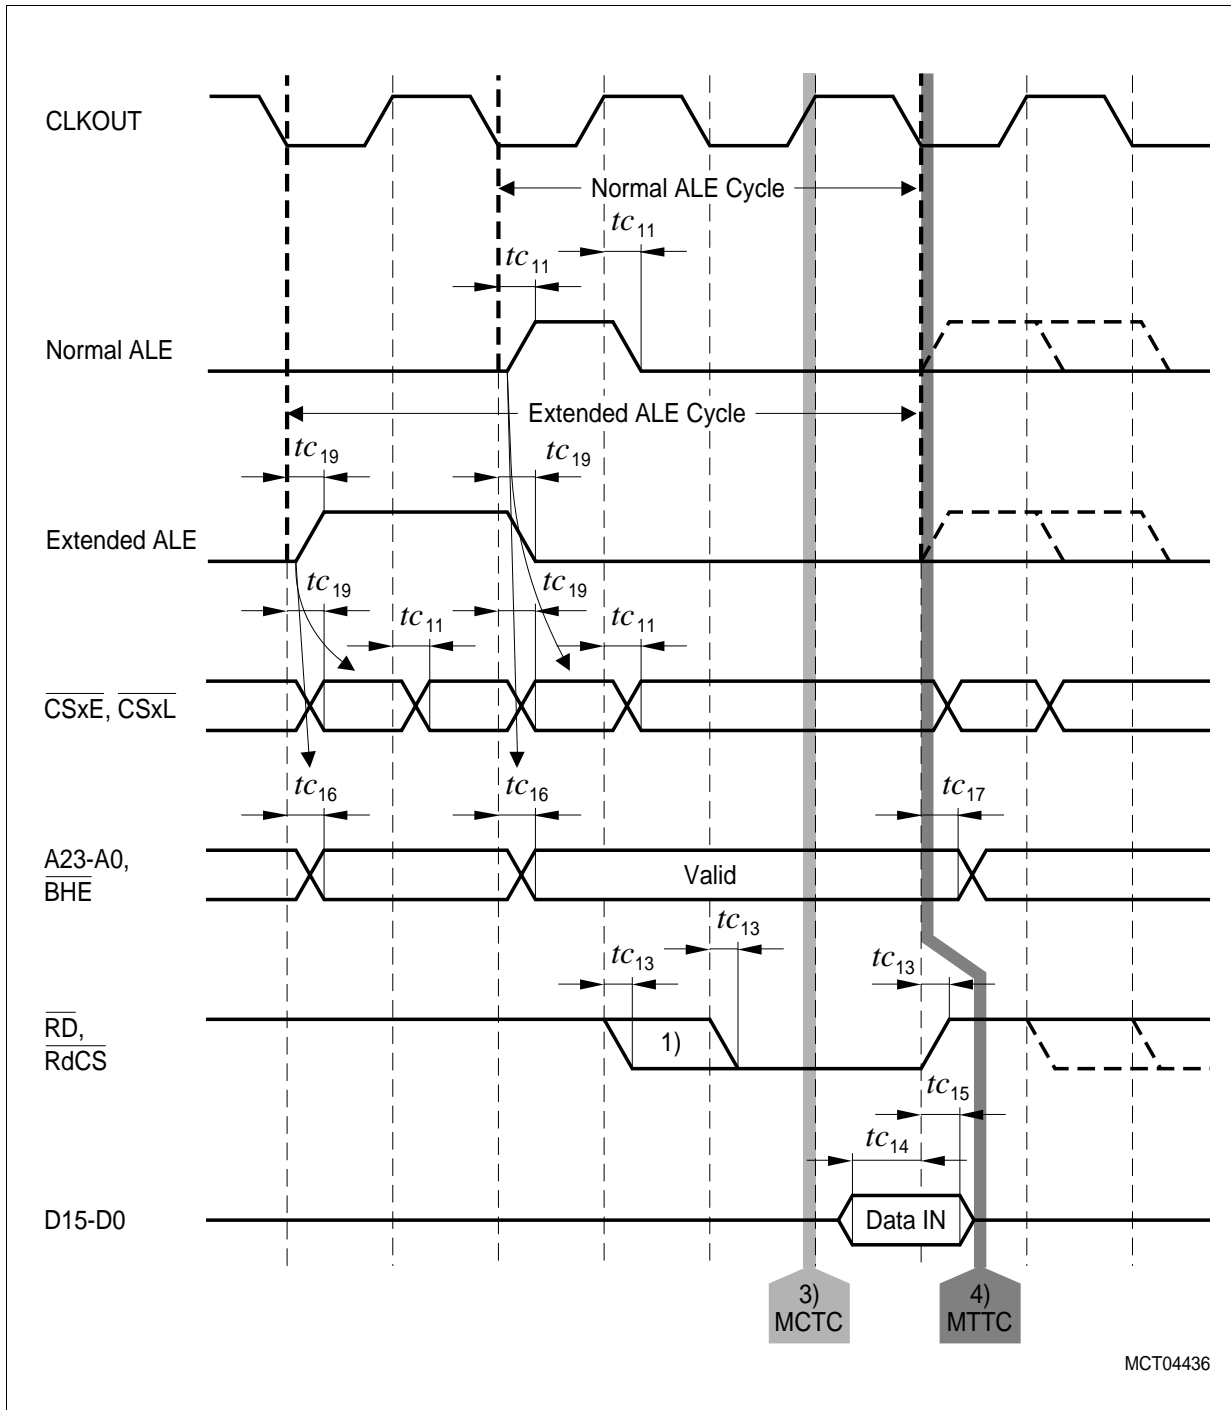 CLKOUT
Normal ALE Cycle
tc11
tc11
Normal ALE
Extended ALE Cycle
tc19
tc19
Extended ALE
tc19
tc19
tc11
tc11
CSxE, CSxL
tc16
tc16
tc17
A23-A0,
BHE
Valid
tc13
tc13
tc13
RD,
RdCS
1)
tc15
tc14
D15-D0
Data IN
3)
MCTC
4)
MTTC
MCT04436